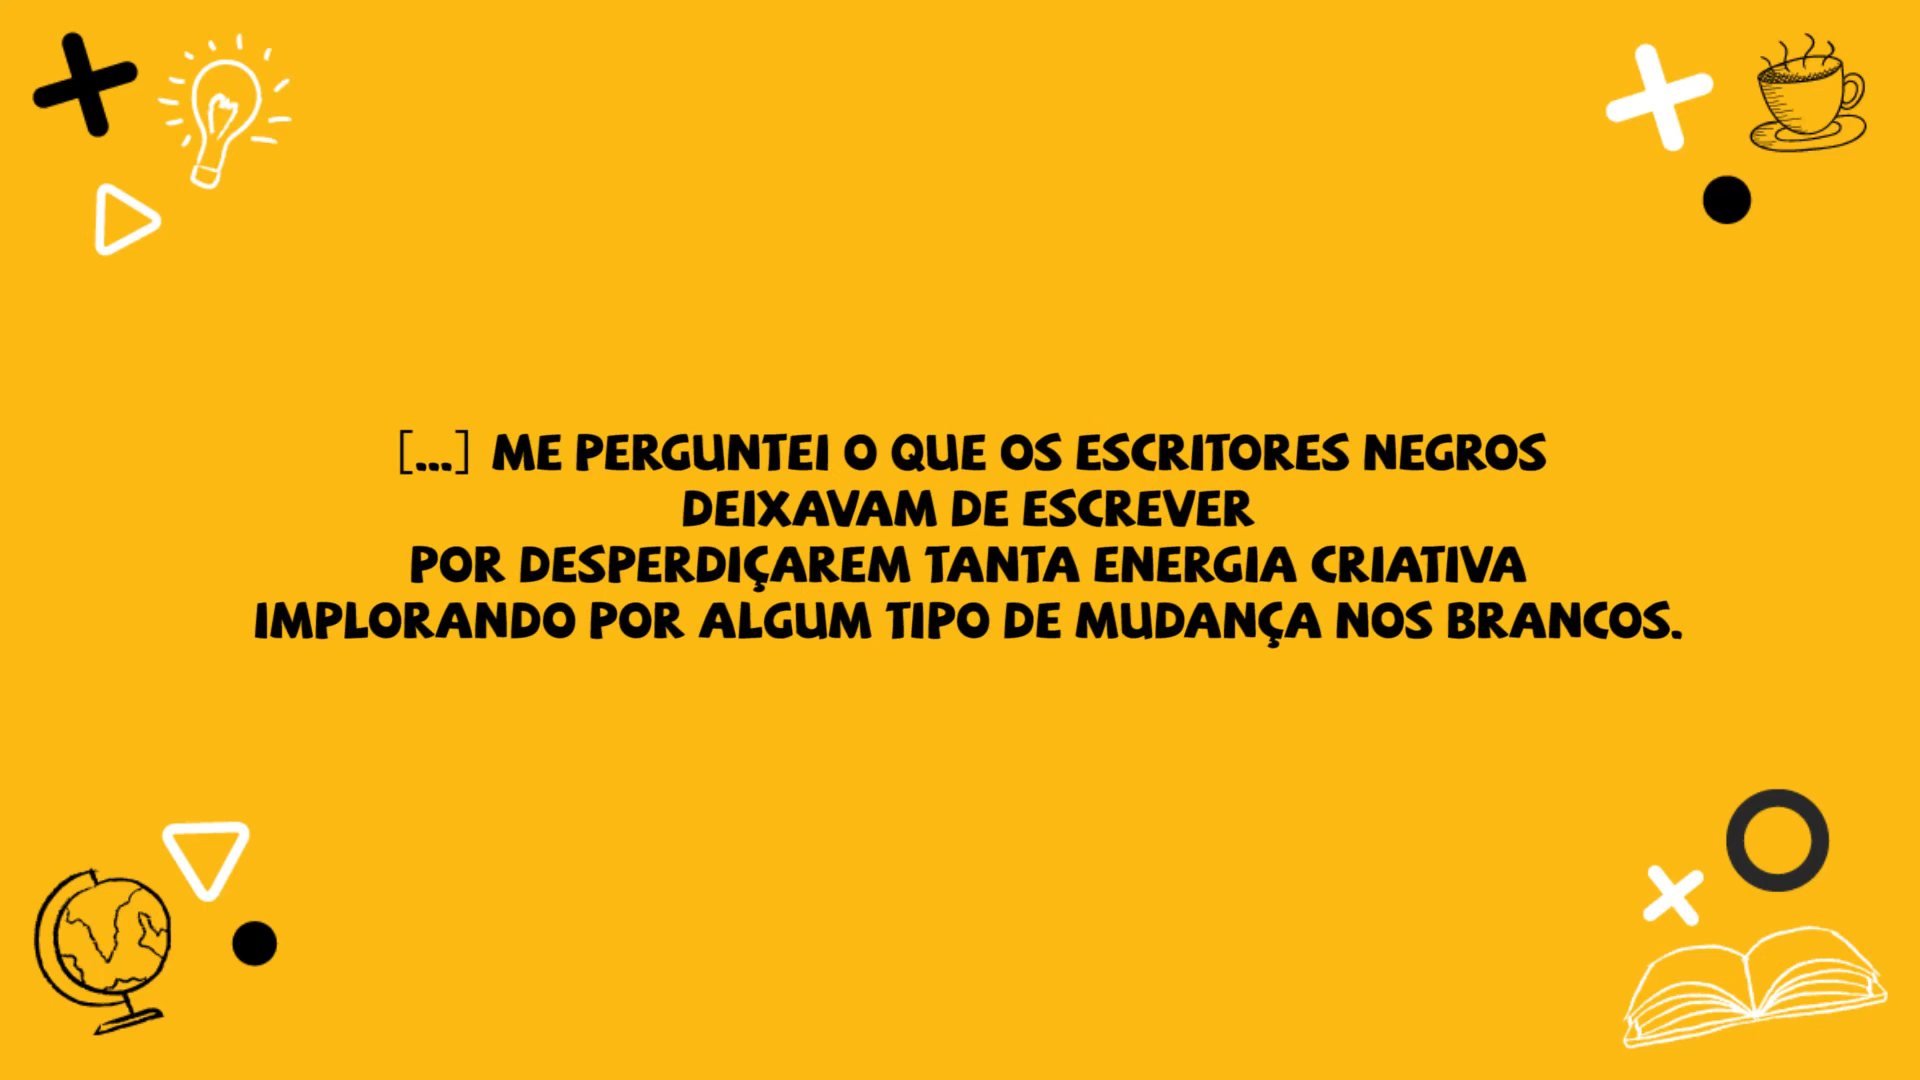 [...] ME PERGUNTEI O QUE OS ESCRITORES NEGROS
DEIXAVAM DE ESCREVER
POR DESPERDIÇAREM TANTA ENERGIA CRIATIVA
IMPLORANDO POR ALGUM TIPO DE MUDANÇA NOS BRANCOS.